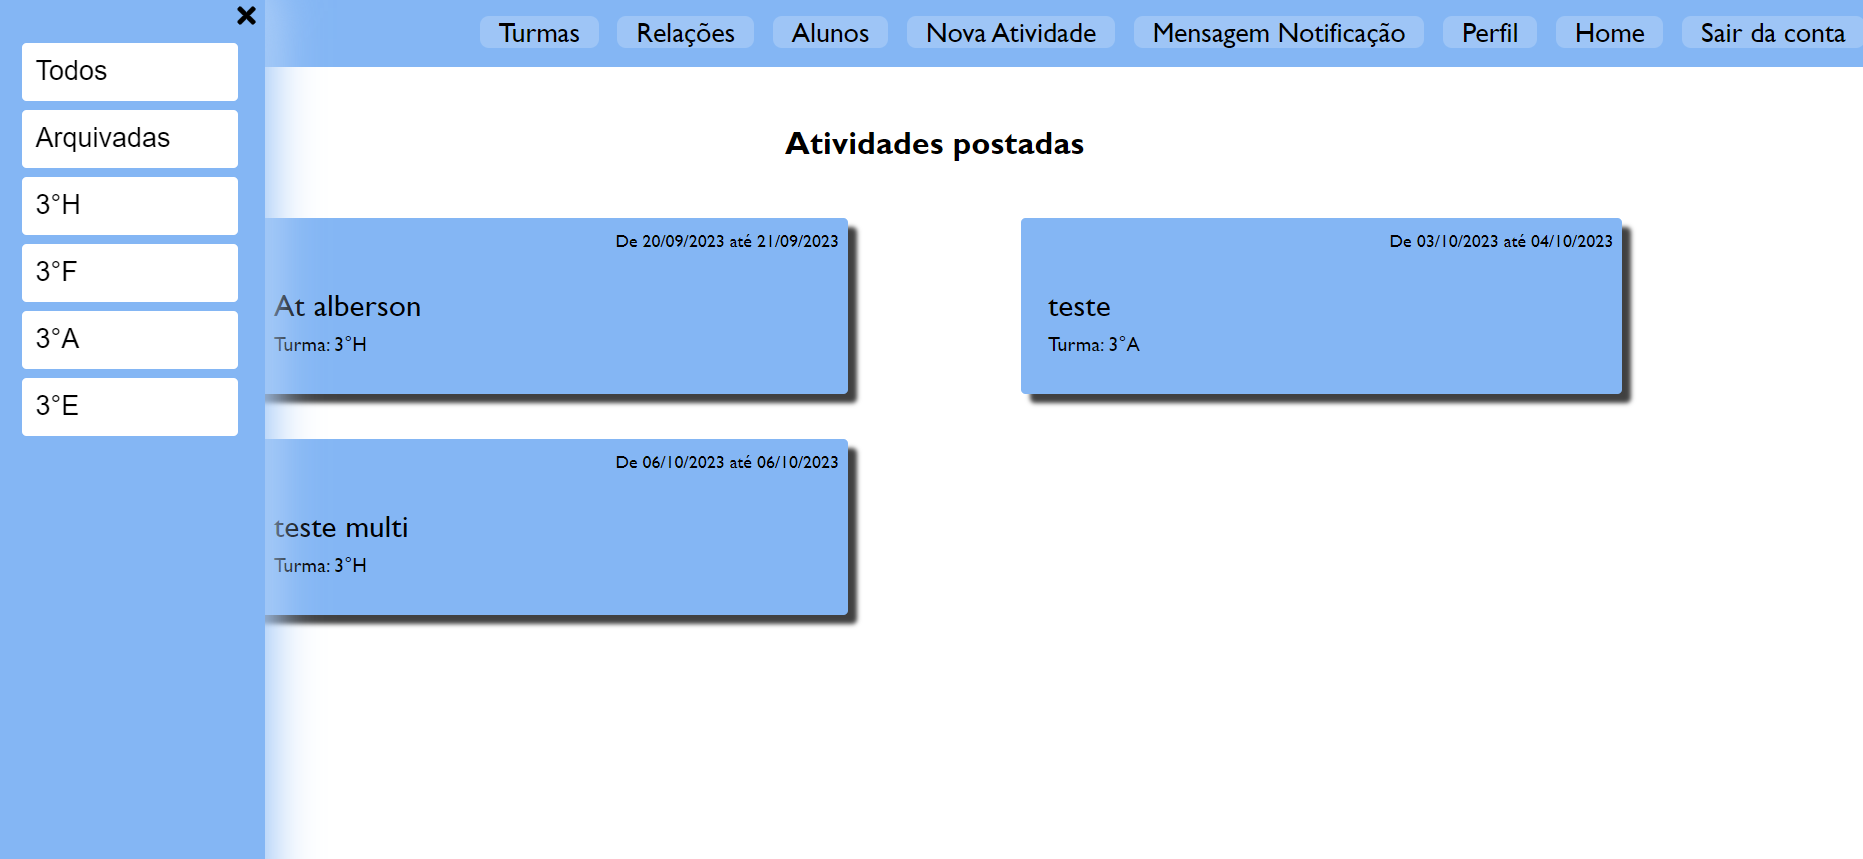 Todos
Arquivadas
3°H
3°F
3°A
3°E
Turmas Relações Alunos Nova Atividade Mensagem Notificação Perfil Home Sair da conta
Atividades postadas
De 20/09/2023 até 21/09/2023
At alberson
Turma: 3°H
De 03/10/2023 até 04/10/2023
teste
Turma: 3°A
De 06/10/2023 até 06/10/2023
teste multi
Turma: 3°H